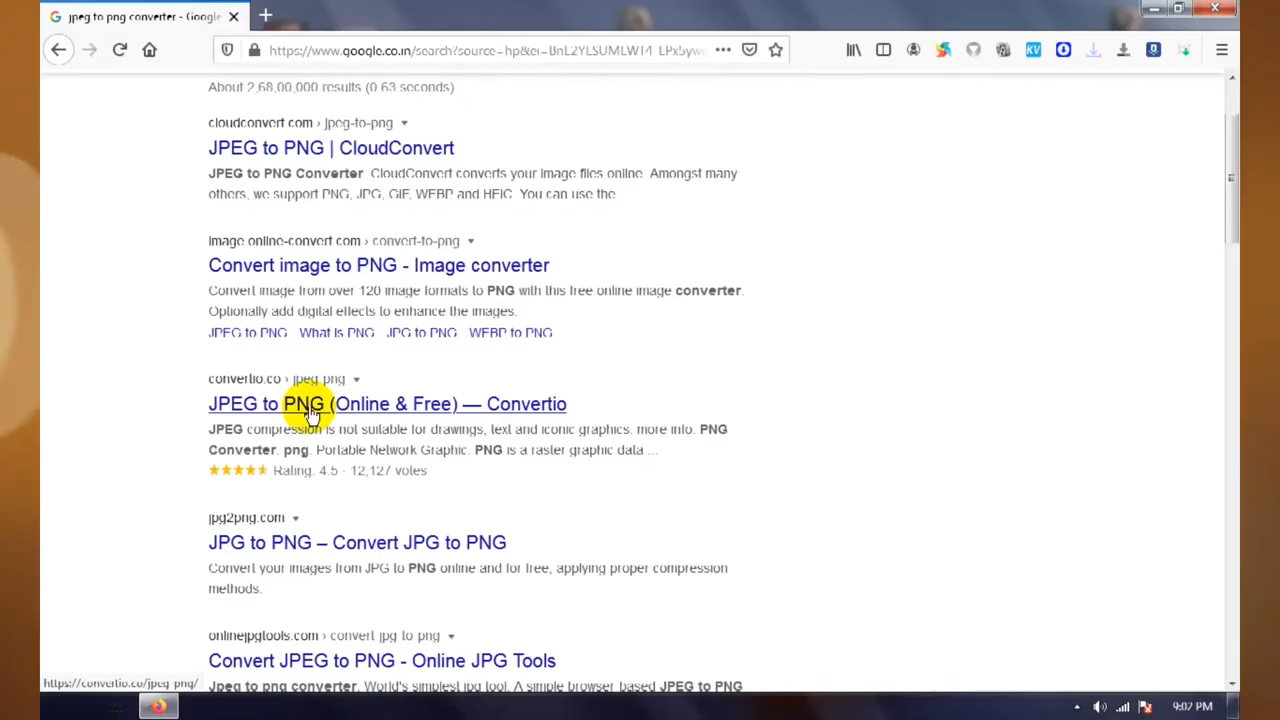 jpeg to png converter - Google
https://www.google.co.in/search?source=hp&ei=
About 2,68,00,000 results (0.63 seconds)
cloudconvert.com › jpeg-to-png
JPEG to PNG | CloudConvert
JPEG to PNG Converter CloudConvert converts your image files online. Amongst many
others, we support PNG, JPG, GIF, WEBP and HEIC. You can use the
image.online-convert.com › convert-to-png
Convert image to PNG - Image converter
Convert image from over 120 image formats to PNG with this free online image converter.
Optionally add digital effects to enhance the images.
JPEG to PNG What is PNG JPG to PNG WEBP to PNG
convertio.co › jpeg-png
JPEG to PNG (Online & Free) — Convertio
JPEG compression is not suitable for drawings, text and iconic graphics. more info. PNG
Converter. png. Portable Network Graphic. PNG is a raster graphic data ...
Rating: 4.5 · 12,127 votes
jpg2png.com
JPG to PNG – Convert JPG to PNG
Convert your images from JPG to PNG online and for free, applying proper compression
methods.
onlinejpgtools.com › convert-jpg-to-png
Convert JPEG to PNG - Online JPG Tools
Jpeg to png converter. World's simplest jpg tool. A simple browser-based JPEG to PNG
https://convertio.co/jpeg-png/
KV
9:02 PM